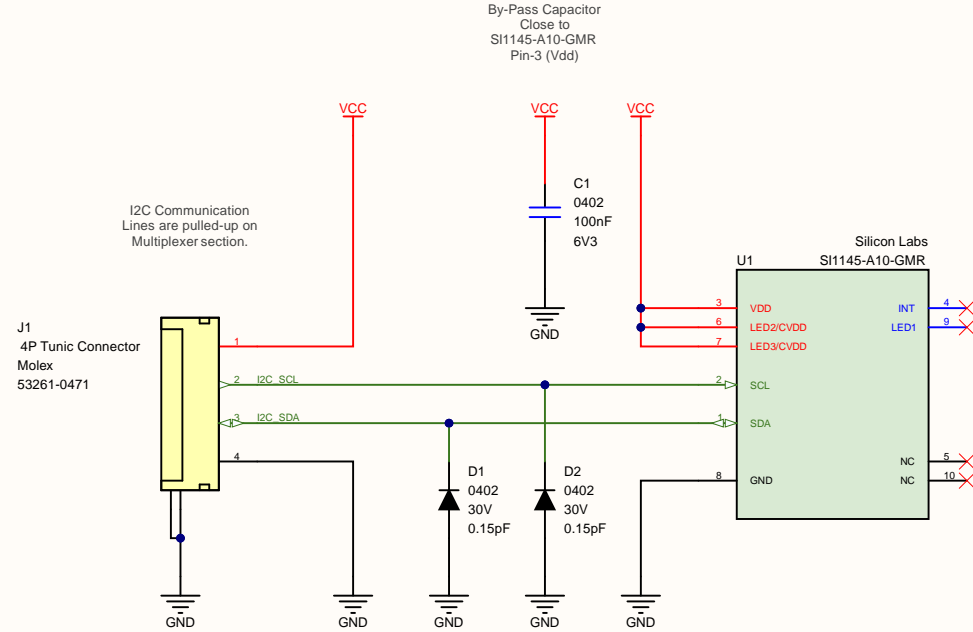 By-Pass Capacitor
Close to
SI1145-A10-GMR
Pin-3 (Vdd)
VCC
VCC
VCC
I2C Communication
Lines are pulled-up on
Multiplexer section.
C1
0402
100nF
6V3
GND
Silicon Labs
U1
SI1145-A10-GMR
J1
4P Tunic Connector
Molex
53261-0471
1
2
I2C_SCL
3
I2C_SDA
4
3
VDD
6
LED2/CVDD
7
LED3/CVDD
2
SCL
1
SDA
8
GND
INT
4
LED1
9
NC
5
NC
10
D1
0402
30V
0.15pF
D2
0402
30V
0.15pF
GND
GND
GND
GND
GND